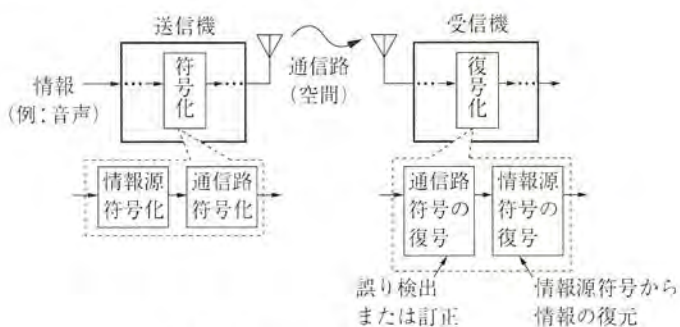 送信機
受信機
情報
(例:音声)
符号化
通信路
(空間)
復号化
情報源
符号化
通信路
符号化
通信路
符号の
復号
情報源
符号の
復号
誤り検出
または訂正
情報源符号から
情報の復元